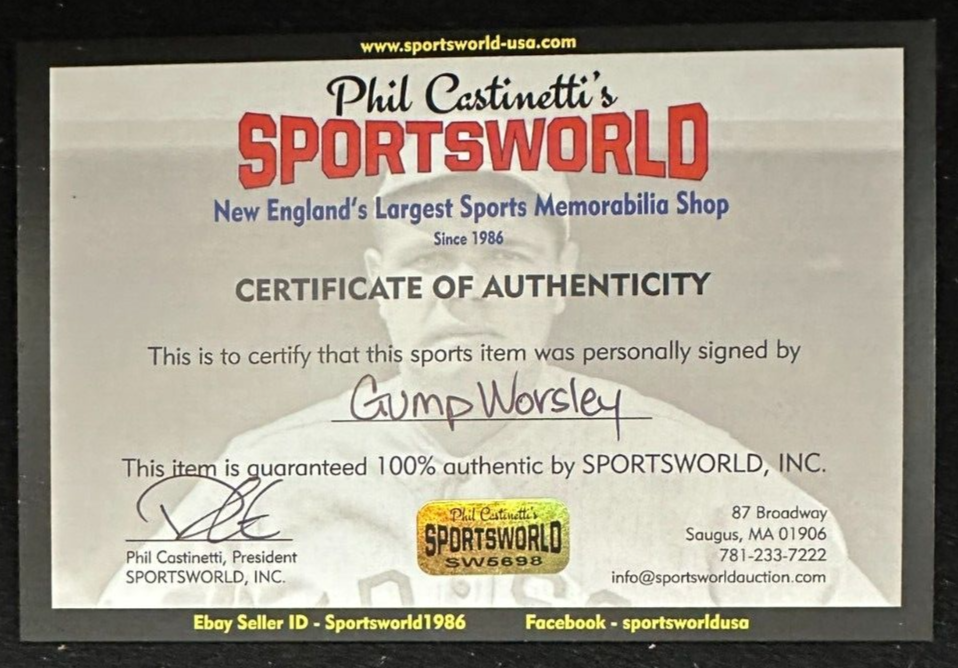 www.sportsworld-usa.com
Phil Castinetti's
SPORTSWORLD
New England's Largest Sports Memorabilia Shop
Since 1986
CERTIFICATE OF AUTHENTICITY
This is to certify that this sports item was personally signed by
Gump Worsley
This item is guaranteed 100% authentic by SPORTSWORLD, INC.
Phil Castinetti, President
SPORTSWORLD, INC.
Phil Castinetti's
SPORTSWORLD
SW5698
87 Broadway
Saugus, MA 01906
781-233-7222
info@sportsworldauction.com
Ebay Seller ID - Sportsworld1986 Facebook - sportsworldusa